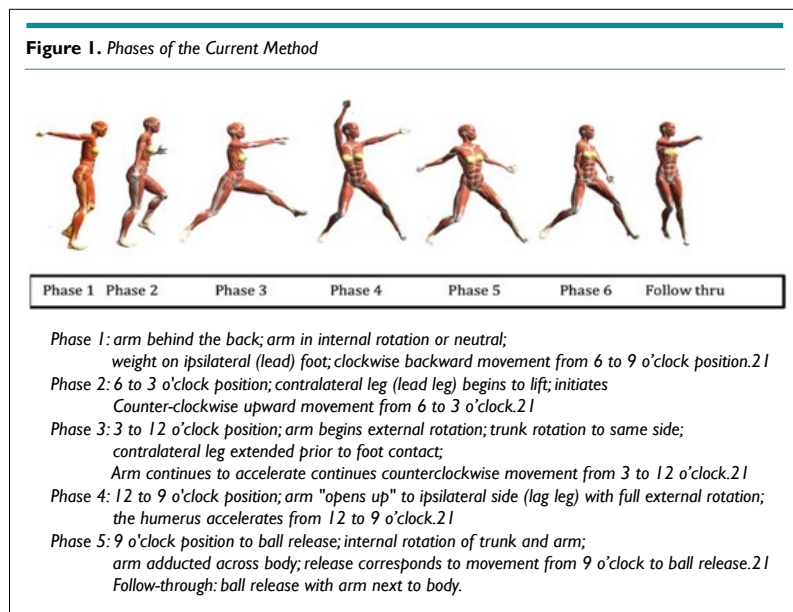 Figure 1. Phases of the Current Method
Phase 1 Phase 2 Phase 3 Phase 4 Phase 5 Phase 6 Follow thru
Phase 1: arm behind the back; arm in internal rotation or neutral;
weight on ipsilateral (lead) foot; clockwise backward movement from 6 to 9 o'clock position.21
Phase 2: 6 to 3 o'clock position; contralateral leg (lead leg) begins to lift; initiates
Counter-clockwise upward movement from 6 to 3 o'clock.21
Phase 3: 3 to 12 o'clock position; arm begins external rotation; trunk rotation to same side;
contralateral leg extended prior to foot contact;
Arm continues to accelerate continues counterclockwise movement from 3 to 12 o'clock.21
Phase 4: 12 to 9 o'clock position; arm "opens up" to ipsilateral side (lag leg) with full external rotation;
the humerus accelerates from 12 to 9 o'clock.21
Phase 5: 9 o'clock position to ball release; internal rotation of trunk and arm;
arm adducted across body; release corresponds to movement from 9 o'clock to ball release.21
Follow-through: ball release with arm next to body.